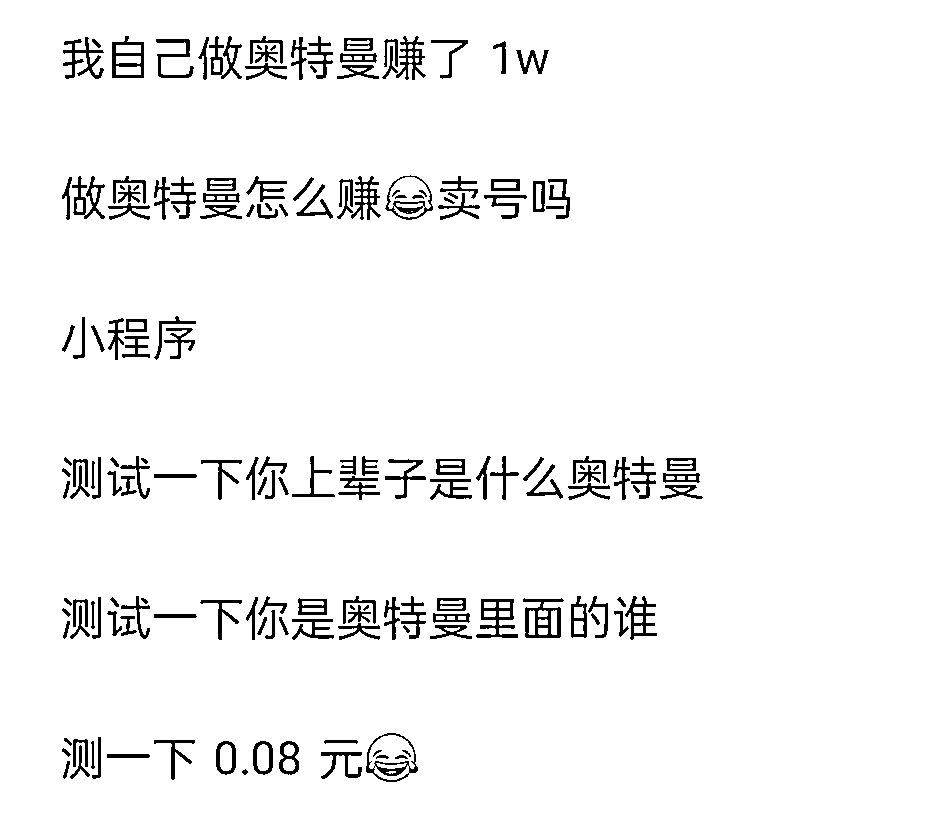 我自己做奥特曼赚了 1w
做奥特曼怎么赚😂卖号吗
小程序
测试一下你上辈子是什么奥特曼
测试一下你是奥特曼里面的谁
测一下 0.08 元😂